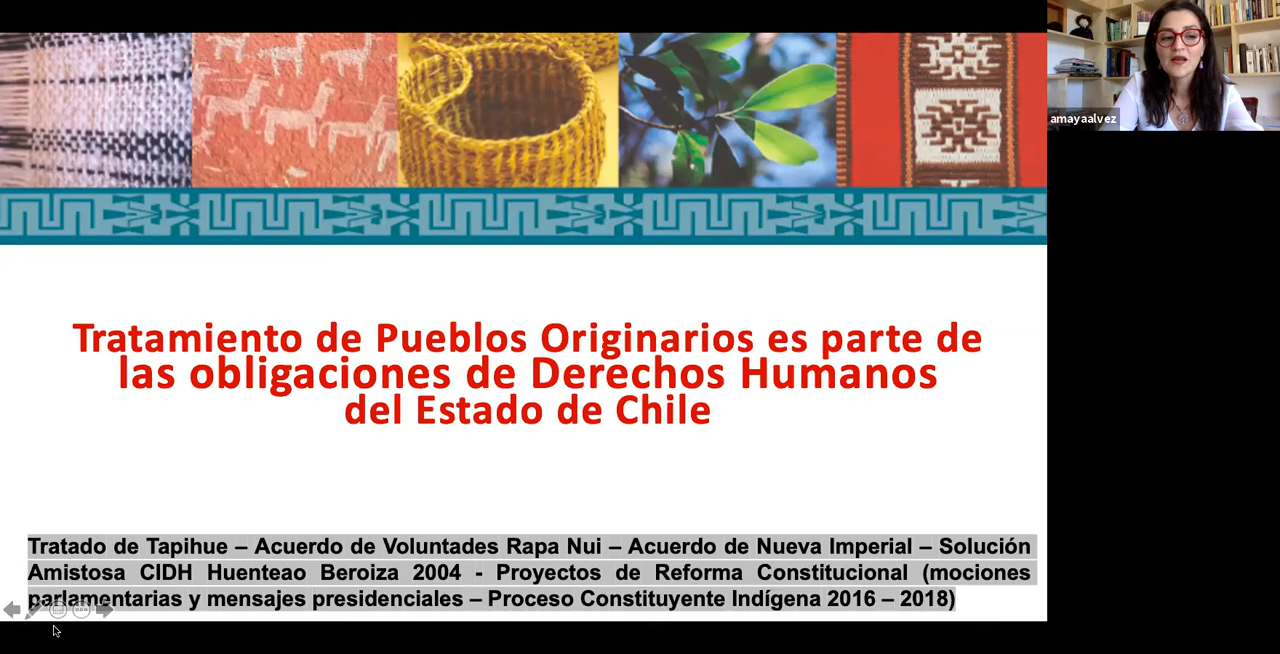 amayaalvez
Tratamiento de Pueblos Originarios es parte de
las obligaciones de Derechos Humanos
del Estado de Chile
Tratado de Tapihue – Acuerdo de Voluntades Rapa Nui – Acuerdo de Nueva Imperial – Solución
Amistosa CIDH Huenteao Beroiza 2004 - Proyectos de Reforma Constitucional (mociones
parlamentarias y mensajes presidenciales – Proceso Constituyente Indígena 2016 – 2018)